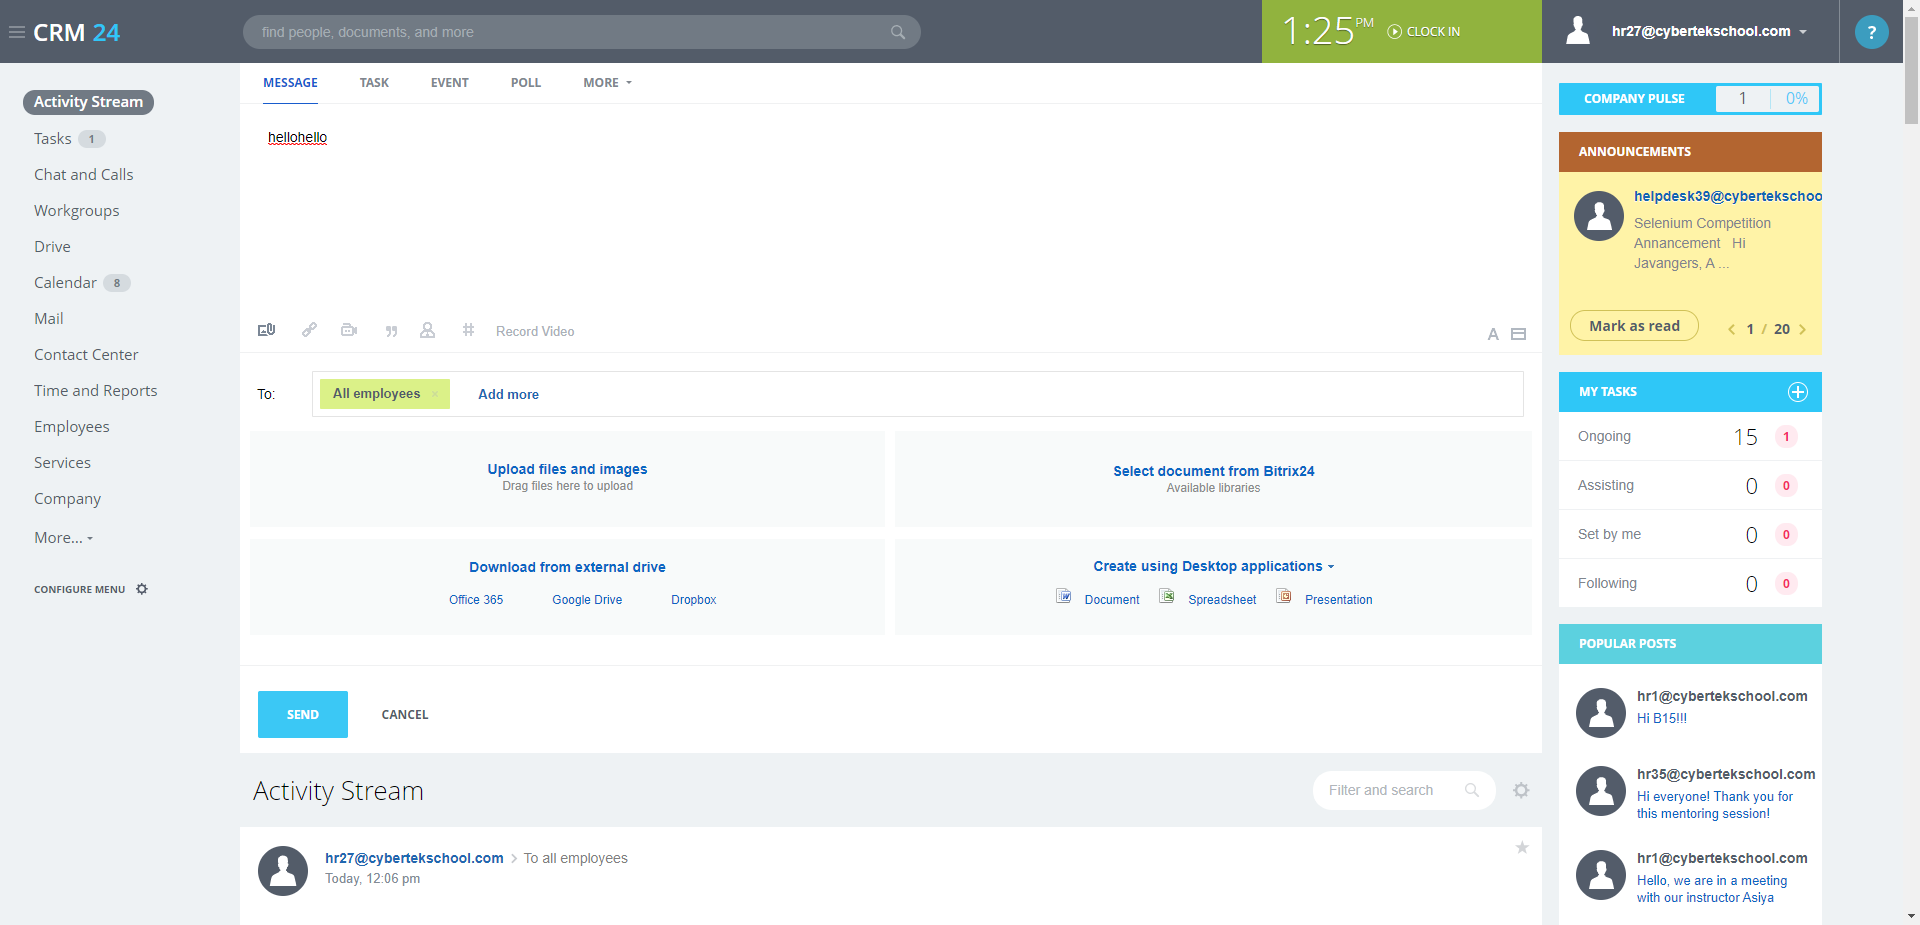 CRM 24
find people, documents, and more
1:25 PM CLOCK IN
hr27@cybertekschool.com
?
Activity Stream
Tasks 1
Chat and Calls
Workgroups
Drive
Calendar 8
Mail
Contact Center
Time and Reports
Employees
Services
Company
More...
CONFIGURE MENU
MESSAGE TASK EVENT POLL MORE
hellohello
Record Video
A
To: All employees × Add more
Upload files and images
Drag files here to upload
Select document from Bitrix24
Available libraries
Download from external drive
Office 365 Google Drive Dropbox
Create using Desktop applications
Document Spreadsheet Presentation
SEND CANCEL
Activity Stream
Filter and search
hr27@cybertekschool.com > To all employees
Today, 12:06 pm
COMPANY PULSE 1 0%
ANNOUNCEMENTS
helpdesk39@cybertekschoo
Selenium Competition
Annancement Hi
Javangers, A ...
Mark as read < 1 / 20 >
MY TASKS
Ongoing 15 1
Assisting 0 0
Set by me 0 0
Following 0 0
POPULAR POSTS
hr1@cybertekschool.com
Hi B15!!!
hr35@cybertekschool.com
Hi everyone! Thank you for
this mentoring session!
hr1@cybertekschool.com
Hello, we are in a meeting
with our instructor Asiya